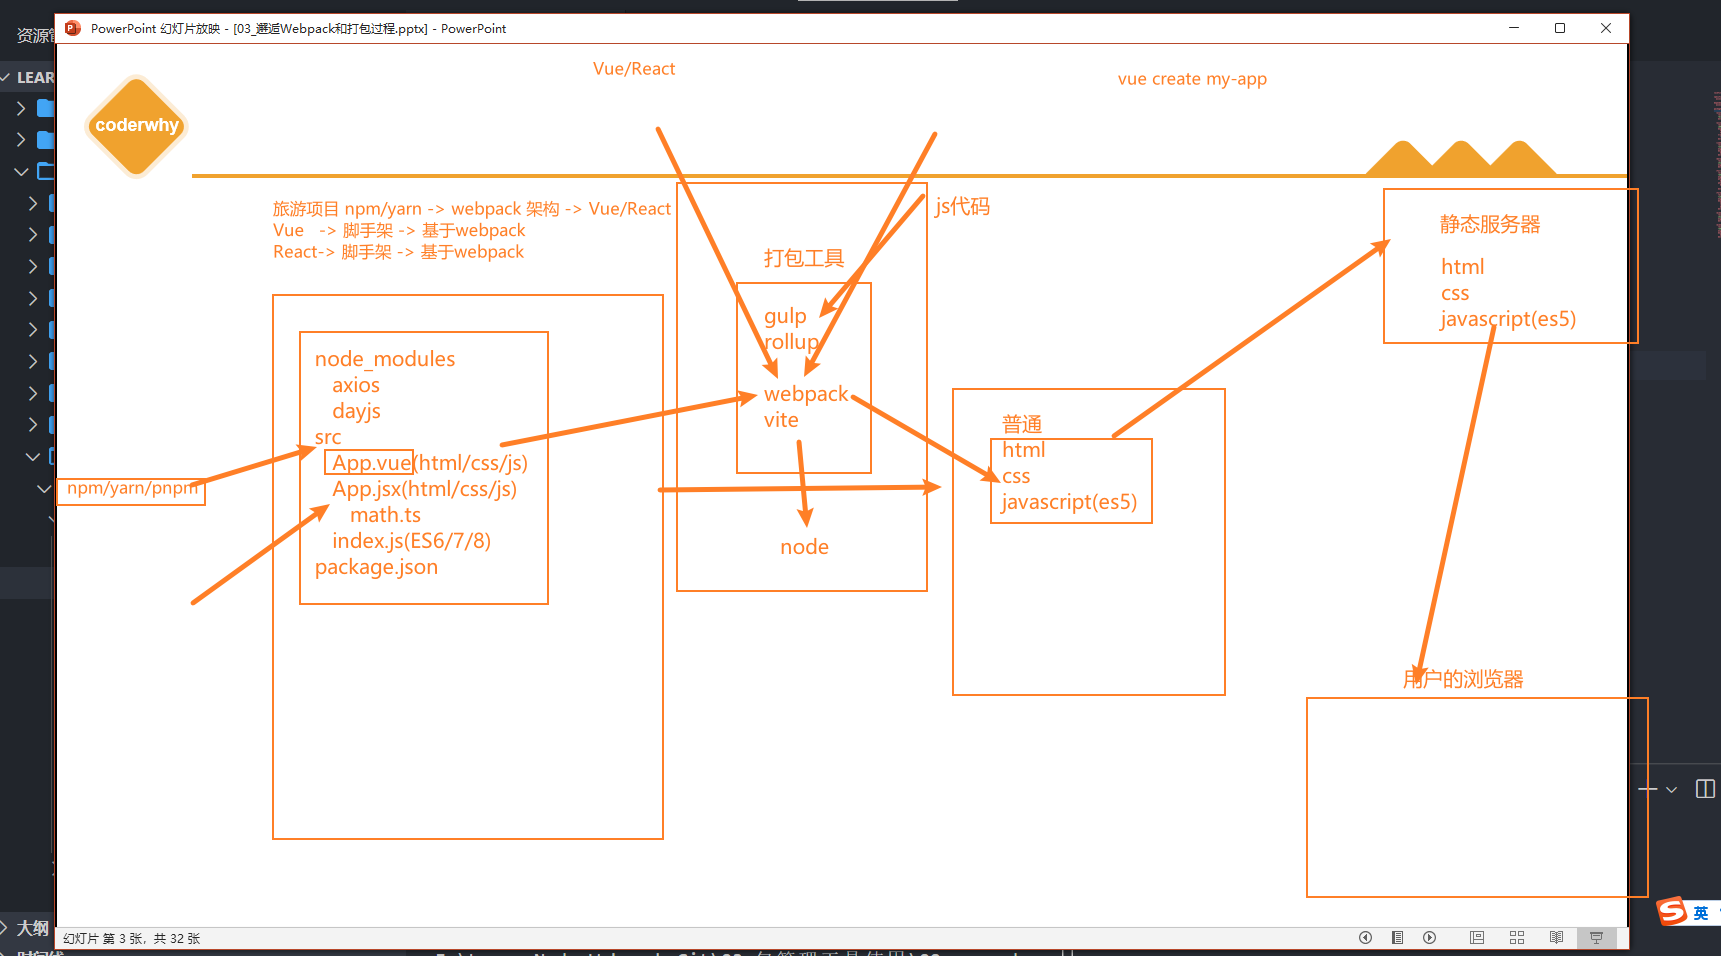 资源管
PowerPoint 幻灯片放映 - [03_邂逅Webpack和打包过程.pptx] - PowerPoint
LEAR
coderwhy
Vue/React
vue create my-app
旅游项目 npm/yarn -> webpack 架构 -> Vue/React
Vue -> 脚手架 -> 基于webpack
React-> 脚手架 -> 基于webpack
js代码
打包工具
gulp
rollup
webpack
vite
node
node_modules
axios
dayjs
src
App.vue(html/css/js)
App.jsx(html/css/js)
math.ts
index.js(ES6/7/8)
package.json
npm/yarn/pnpm
普通
html
css
javascript(es5)
静态服务器
html
css
javascript(es5)
用户的浏览器
大纲
时间线
幻灯片 第 3 张，共 32 张
英